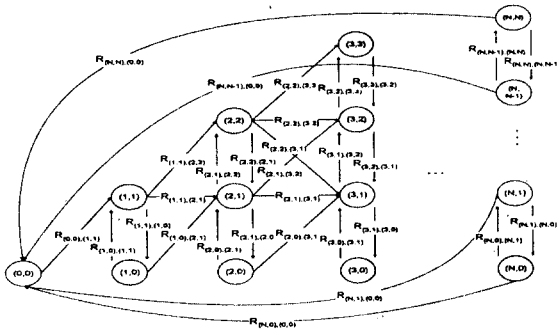 (3,3)
(N,N)
R(N,N),(0,0)
R(N,N-1),(N,N)
R(N,N),(N,N-1)
R(N,N-1),(0,0)
R(2,2),(3,3)
R(3,3),(3,2)
(N,
N-1)
(2,2)
R(2,2),(3,2)
(3,2)
R(1,1),(2,2)
R(2,2),(2,1)
R(2,2),(3,1)
R(3,1),(3,2)
R(2,1),(2,2)
R(2,1),(3,2)
R(3,2),(3,1)
(1,1)
R(1,1),(2,1)
(2,1)
R(2,1),(3,1)
(3,1)
(N,1)
R(0,0),(1,1)
R(1,1),(1,0)
R(1,0),(1,1)
R(1,0),(2,1)
R(2,1),(2,0)
R(2,0),(2,1)
R(2,0),(3,1)
R(3,1),(3,0)
R(3,0),(3,1)
R(N,0),(N,1)
R(N,1),(N,0)
(0,0)
(1,0)
(2,0)
(3,0)
(N,0)
R(N,1),(0,0)
R(N,0),(0,0)